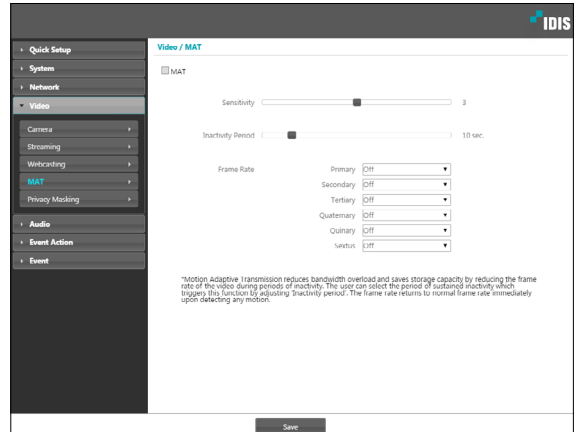 IDIS
Quick Setup
System
Network
Video
Camera
Streaming
Webcasting
MAT
Privacy Masking
Audio
Event Action
Event
Video / MAT
MAT
Sensitivity 3
Inactivity Period 10 sec.
Frame Rate Primary Off
Secondary Off
Tertiary Off
Quaternary Off
Quinary Off
Sextus Off
*Motion Adaptive Transmission reduces bandwidth overload and saves storage capacity by reducing the frame
rate of the video during periods of inactivity. The user can select the period of sustained inactivity which
triggers this function by adjusting 'Inactivity period'. The frame rate returns to normal frame rate immediately
upon detecting any motion.
Save